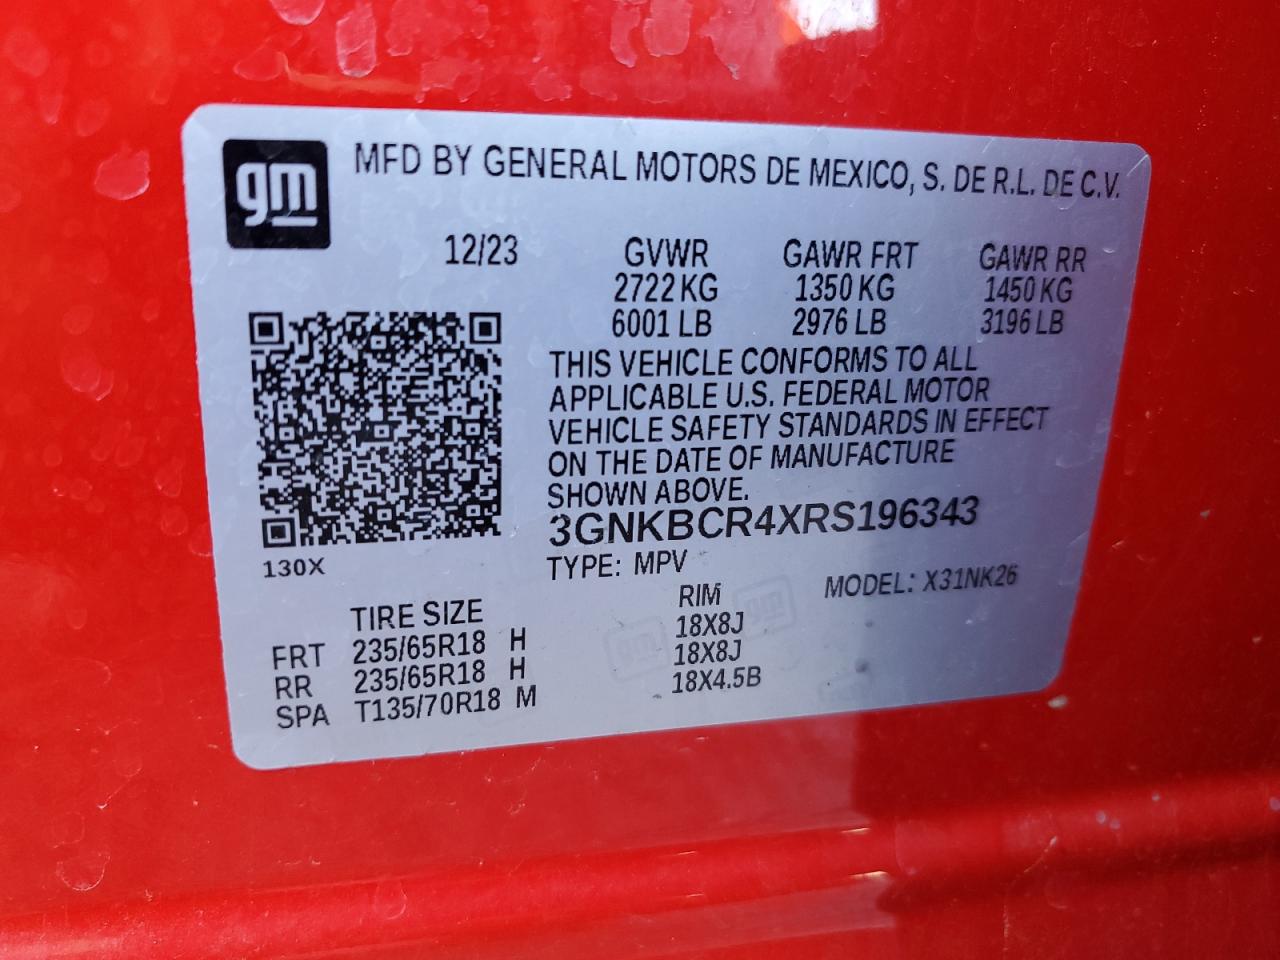 gm MFD BY GENERAL MOTORS DE MEXICO, S. DE R.L. DE C.V.
12/23 GVWR GAWR FRT GAWR RR
2722 KG 1350 KG 1450 KG
6001 LB 2976 LB 3196 LB
THIS VEHICLE CONFORMS TO ALL
APPLICABLE U.S. FEDERAL MOTOR
VEHICLE SAFETY STANDARDS IN EFFECT
ON THE DATE OF MANUFACTURE
SHOWN ABOVE.
3GNKBCR4XRS196343
130X TYPE: MPV MODEL: X31NK26
TIRE SIZE RIM
FRT 235/65R18 H 18X8J
RR 235/65R18 H 18X8J
SPA T135/70R18 M 18X4.5B